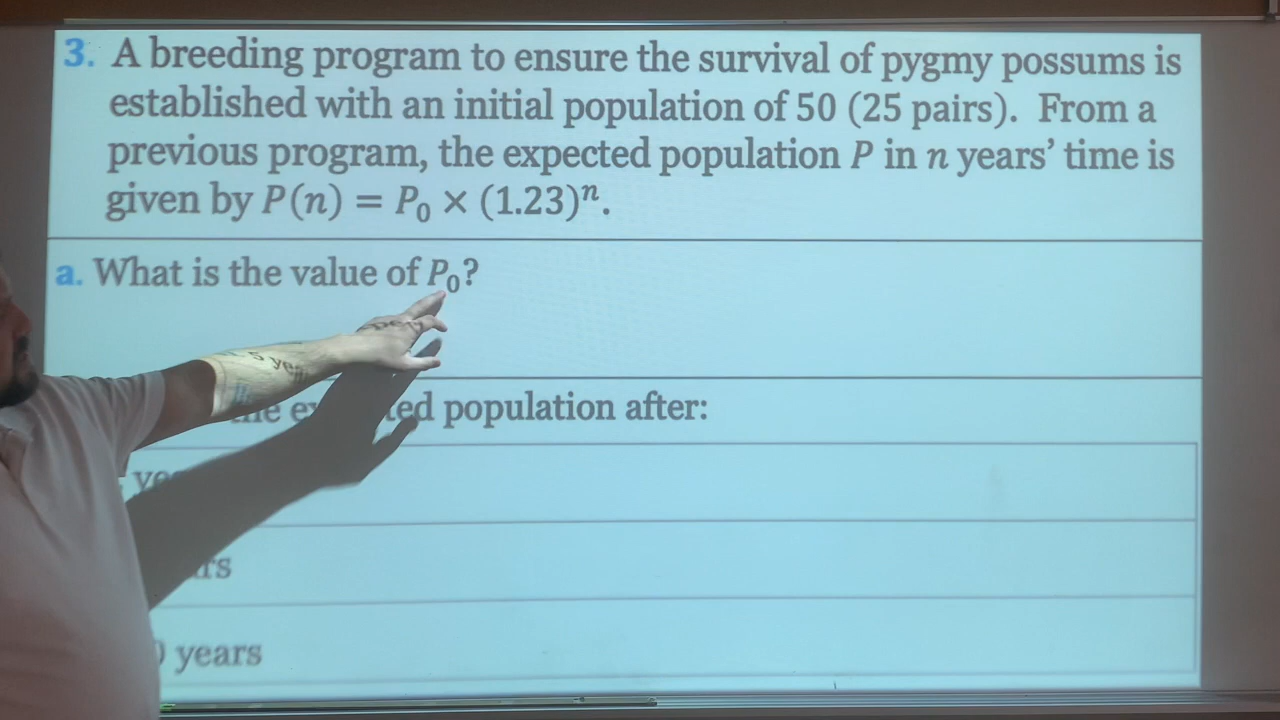 3. A breeding program to ensure the survival of pygmy possums is
established with an initial population of 50 (25 pairs). From a
previous program, the expected population P in n years’ time is
given by P(n) = P₀ × (1.23)ⁿ.
a. What is the value of P₀?
population after:
years